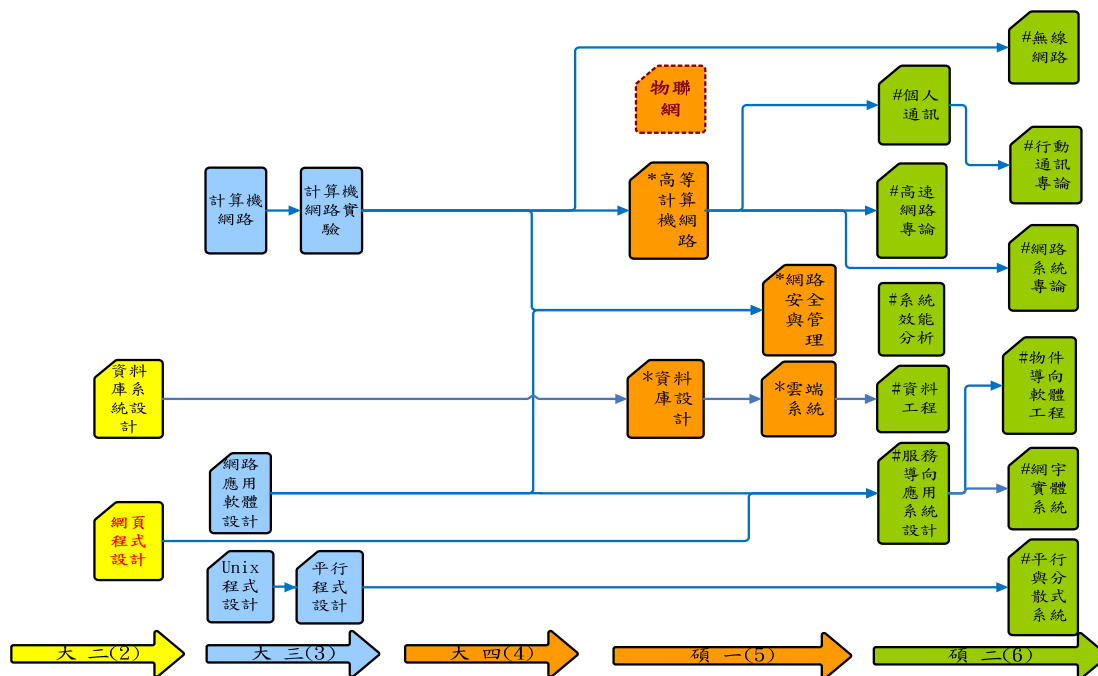 #無線
網路
物聯
網
#個人
通訊
#行動
通訊
專論
計算機
網路
計算機
網路實
驗
*高等
計算
機網
路
#高速
網路
專論
#網路
系統
專論
*網路
安全
與管
理
#系統
效能
分析
#物件
導向
軟體
工程
資料
庫系
統設
計
*資料
庫設
計
*雲端
系統
#資料
工程
網路
應用
軟體
設計
#服務
導向
應用
系統
設計
#網宇
實體
系統
網頁
程式
設計
Unix
程式
設計
平行
程式
設計
#平行
與分
散式
系統
大 二(2)
大 三(3)
大 四(4)
碩 一(5)
碩 二(6)